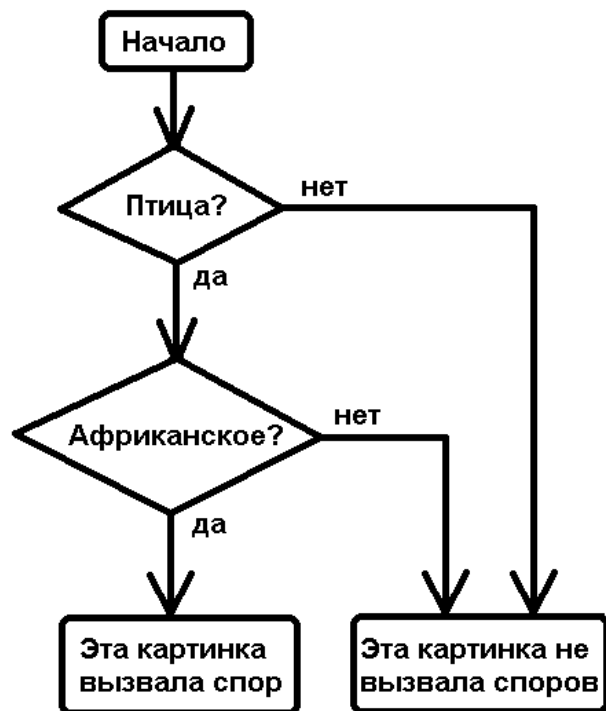 Начало
Птица?
нет
да
Африканское?
нет
да
Эта картинка
вызвала спор
Эта картинка не
вызвала споров